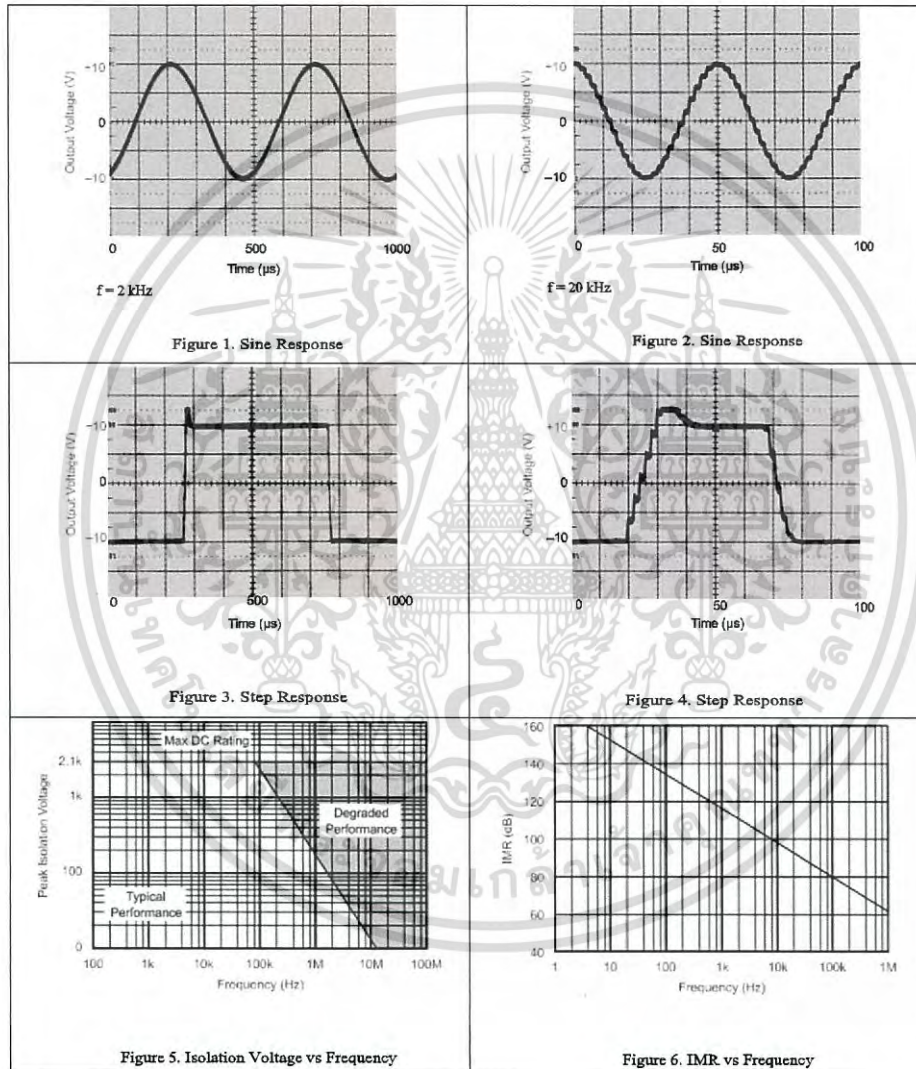 Output Voltage (V)
+10
0
−10
0 500 1000
Time (µs)
f = 2 kHz
Figure 1. Sine Response
Output Voltage (V)
+10
0
−10
0 50 100
Time (µs)
f = 20 kHz
Figure 2. Sine Response
Output Voltage (V)
+10
0
−10
0 500 1000
Time (µs)
Figure 3. Step Response
Output Voltage (V)
+10
0
−10
0 50 100
Time (µs)
Figure 4. Step Response
Peak Isolation Voltage
2.1k
1k
100
0
Max DC Rating
Degraded
Performance
Typical
Performance
100 1k 10k 100k 1M 10M 100M
Frequency (Hz)
Figure 5. Isolation Voltage vs Frequency
IMR (dB)
160
140
120
100
80
60
40
1 10 100 1k 10k 100k 1M
Frequency (Hz)
Figure 6. IMR vs Frequency